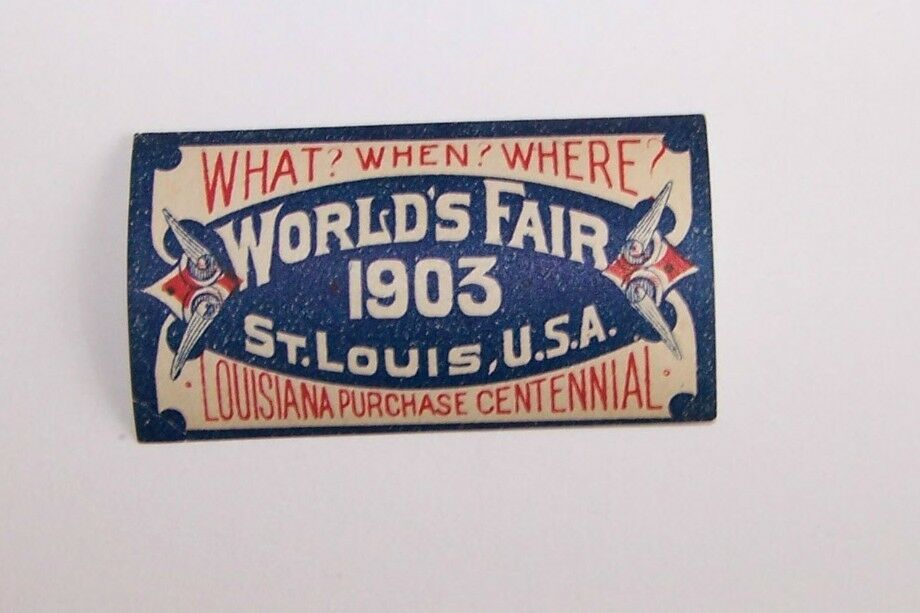 WHAT? WHEN? WHERE?
WORLD'S FAIR
1903
ST. LOUIS, U.S.A.
· LOUISIANA PURCHASE CENTENNIAL ·